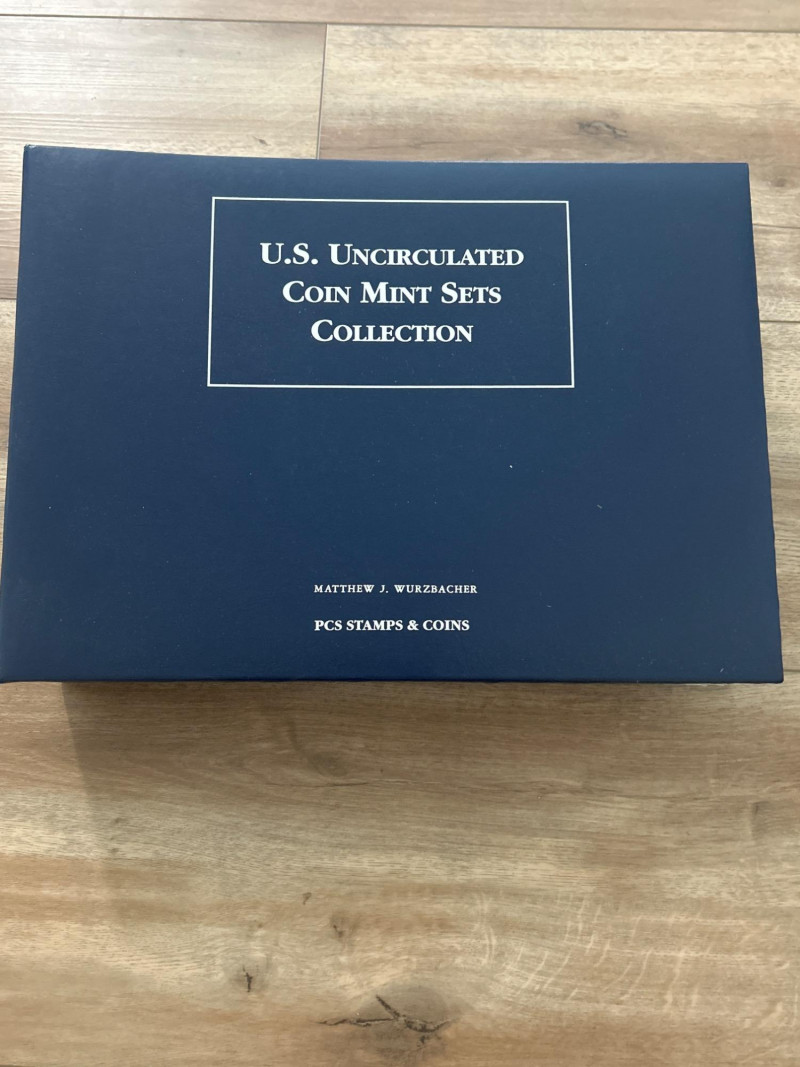 U.S. Uncirculated
Coin Mint Sets
Collection
MATTHEW J. WURZBACHER
PCS STAMPS & COINS